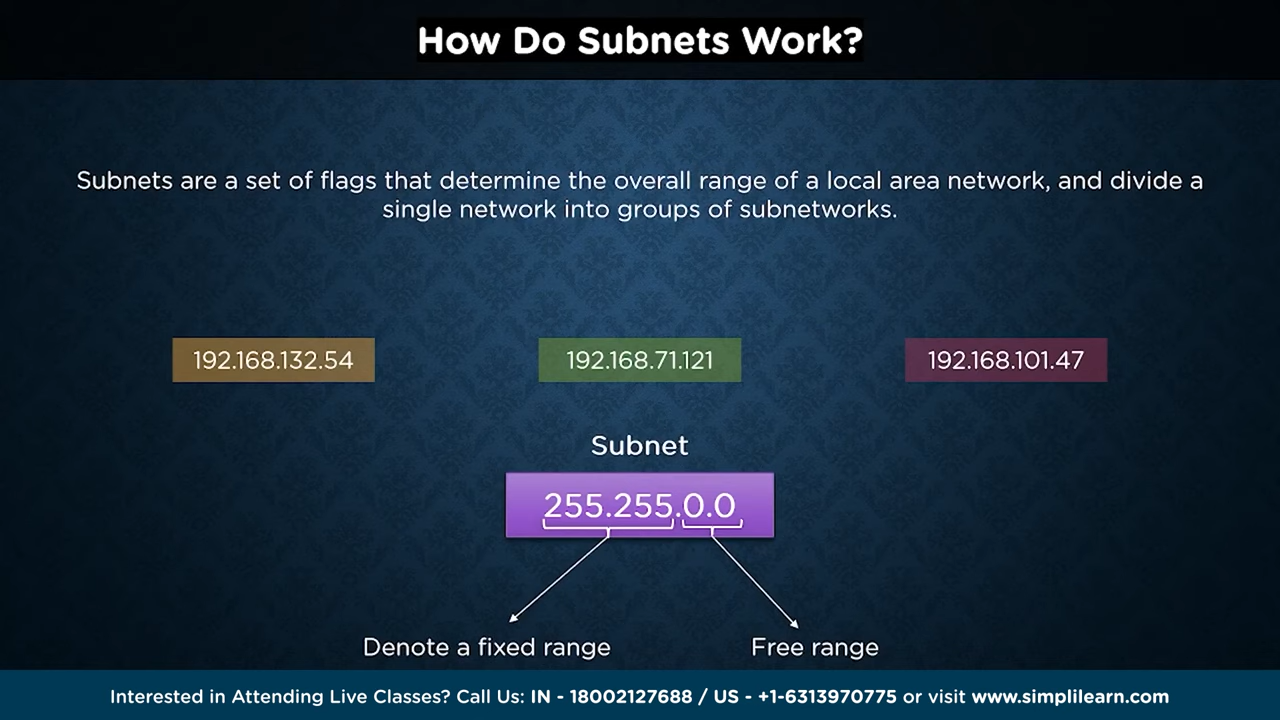 How Do Subnets Work?
Subnets are a set of flags that determine the overall range of a local area network, and divide a
single network into groups of subnetworks.
192.168.132.54
192.168.71.121
192.168.101.47
Subnet
255.255.0.0
Denote a fixed range
Free range
Interested in Attending Live Classes? Call Us: IN - 18002127688 / US - +1-6313970775 or visit www.simplilearn.com